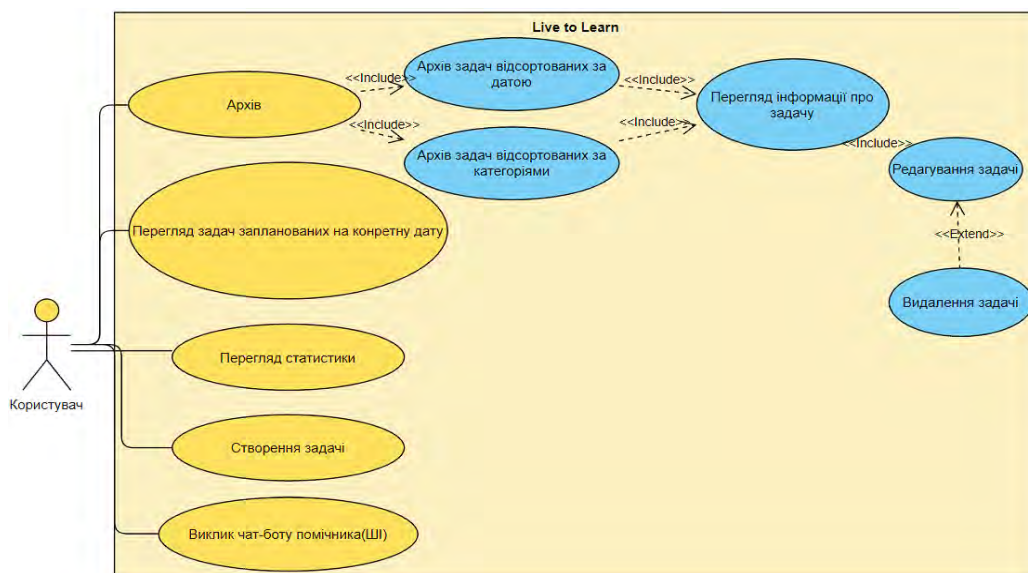 Live to Learn
Архів
<<Include>>
<<Include>>
Архів задач відсортованих за
датою
Архів задач відсортованих за
категоріями
<<Include>>
<<Include>>
Перегляд інформації про
задачу
<<Include>>
Редагування задачі
<<Extend>>
Видалення задачі
Перегляд задач запланованих на конретну дату
Перегляд статистики
Створення задачі
Виклик чат-боту помічника(ШІ)
Користувач